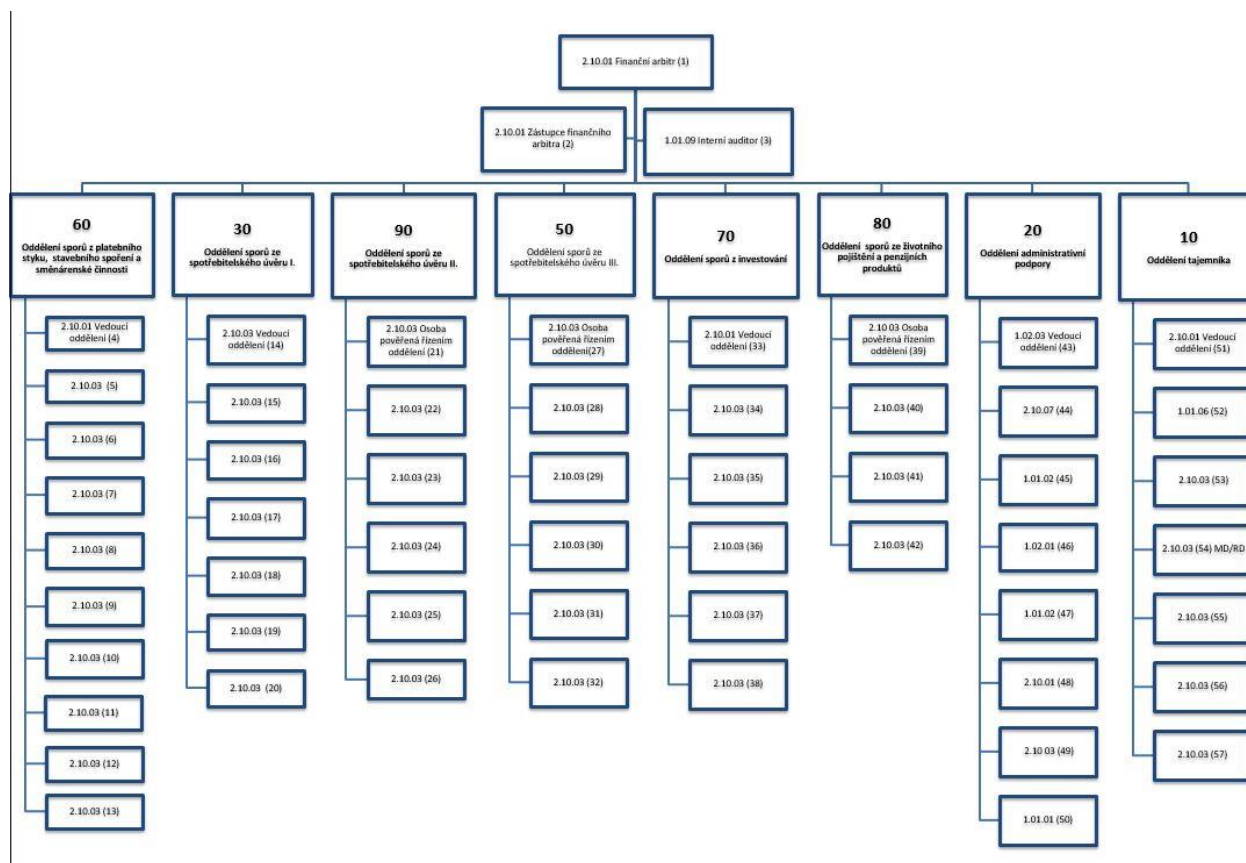 2.10.01 Finanční arbitr (1)
2.10.01 Zástupce finančního
arbitra (2)
1.01.09 Interní auditor (3)
60
Oddělení sporů z platebního
styku, stavebního spoření a
směnárenské činnosti
2.10.01 Vedoucí
oddělení (4)
2.10.03 (5)
2.10.03 (6)
2.10.03 (7)
2.10.03 (8)
2.10.03 (9)
2.10.03 (10)
2.10.03 (11)
2.10.03 (12)
2.10.03 (13)
30
Oddělení sporů ze
spotřebitelského úvěru I.
2.10.03 Vedoucí
oddělení (14)
2.10.03 (15)
2.10.03 (16)
2.10.03 (17)
2.10.03 (18)
2.10.03 (19)
2.10.03 (20)
90
Oddělení sporů ze
spotřebitelského úvěru II.
2.10.03 Osoba
pověřená řízením
oddělení (21)
2.10.03 (22)
2.10.03 (23)
2.10.03 (24)
2.10.03 (25)
2.10.03 (26)
50
Oddělení sporů ze
spotřebitelského úvěru III.
2.10.03 Osoba
pověřená řízením
oddělení(27)
2.10.03 (28)
2.10.03 (29)
2.10.03 (30)
2.10.03 (31)
2.10.03 (32)
70
Oddělení sporů z investování
2.10.01 Vedoucí
oddělení (33)
2.10.03 (34)
2.10.03 (35)
2.10.03 (36)
2.10.03 (37)
2.10.03 (38)
80
Oddělení sporů ze životního
pojištění a penzijních
produktů
2.10 03 Osoba
pověřená řízením
oddělení (39)
2.10.03 (40)
2.10.03 (41)
2.10.03 (42)
20
Oddělení administrativní
podpory
1.02.03 Vedoucí
oddělení (43)
2.10.07 (44)
1.01.02 (45)
1.02.01 (46)
1.01.02 (47)
2.10.01 (48)
2.10 03 (49)
1.01.01 (50)
10
Oddělení tajemníka
2.10.01 Vedoucí
oddělení (51)
1.01.06 (52)
2.10.03 (53)
2.10.03 (54) MD/RD
2.10.03 (55)
2.10.03 (56)
2.10.03 (57)